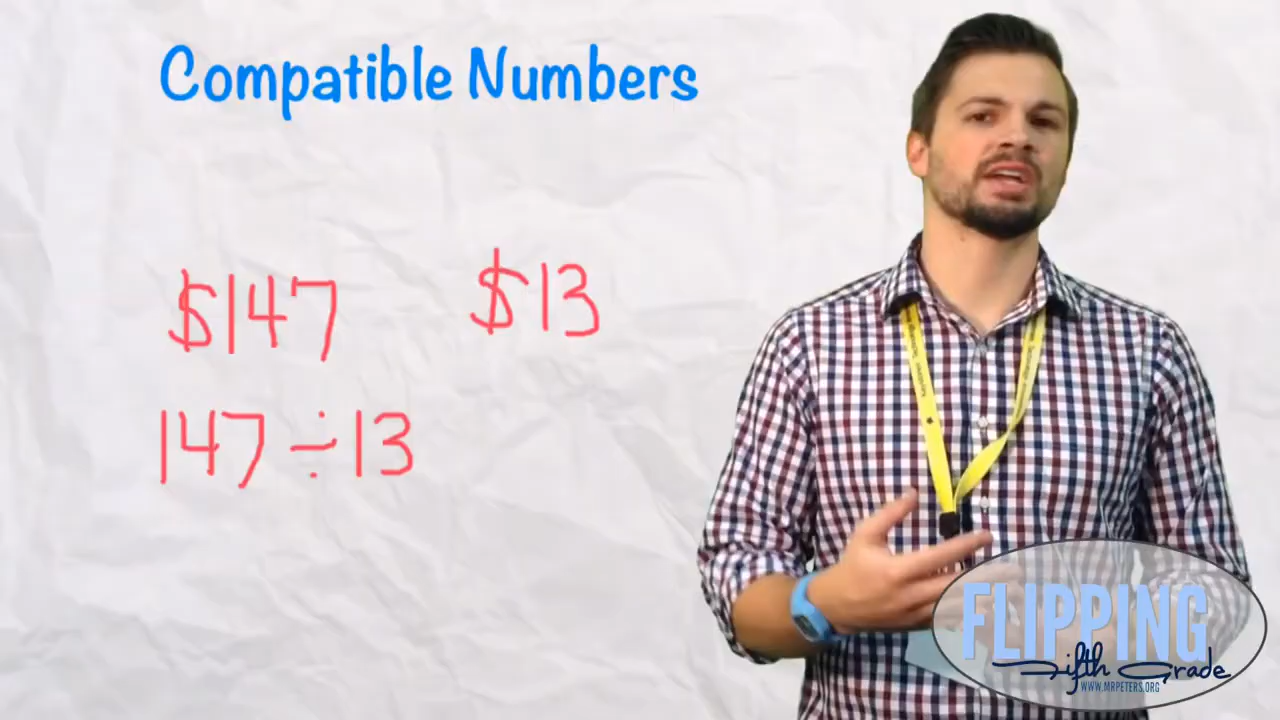 Compatible Numbers
$147 $13
147 ÷ 13
FLIPPING
Fifth Grade
WWW.MRPETERS.ORG